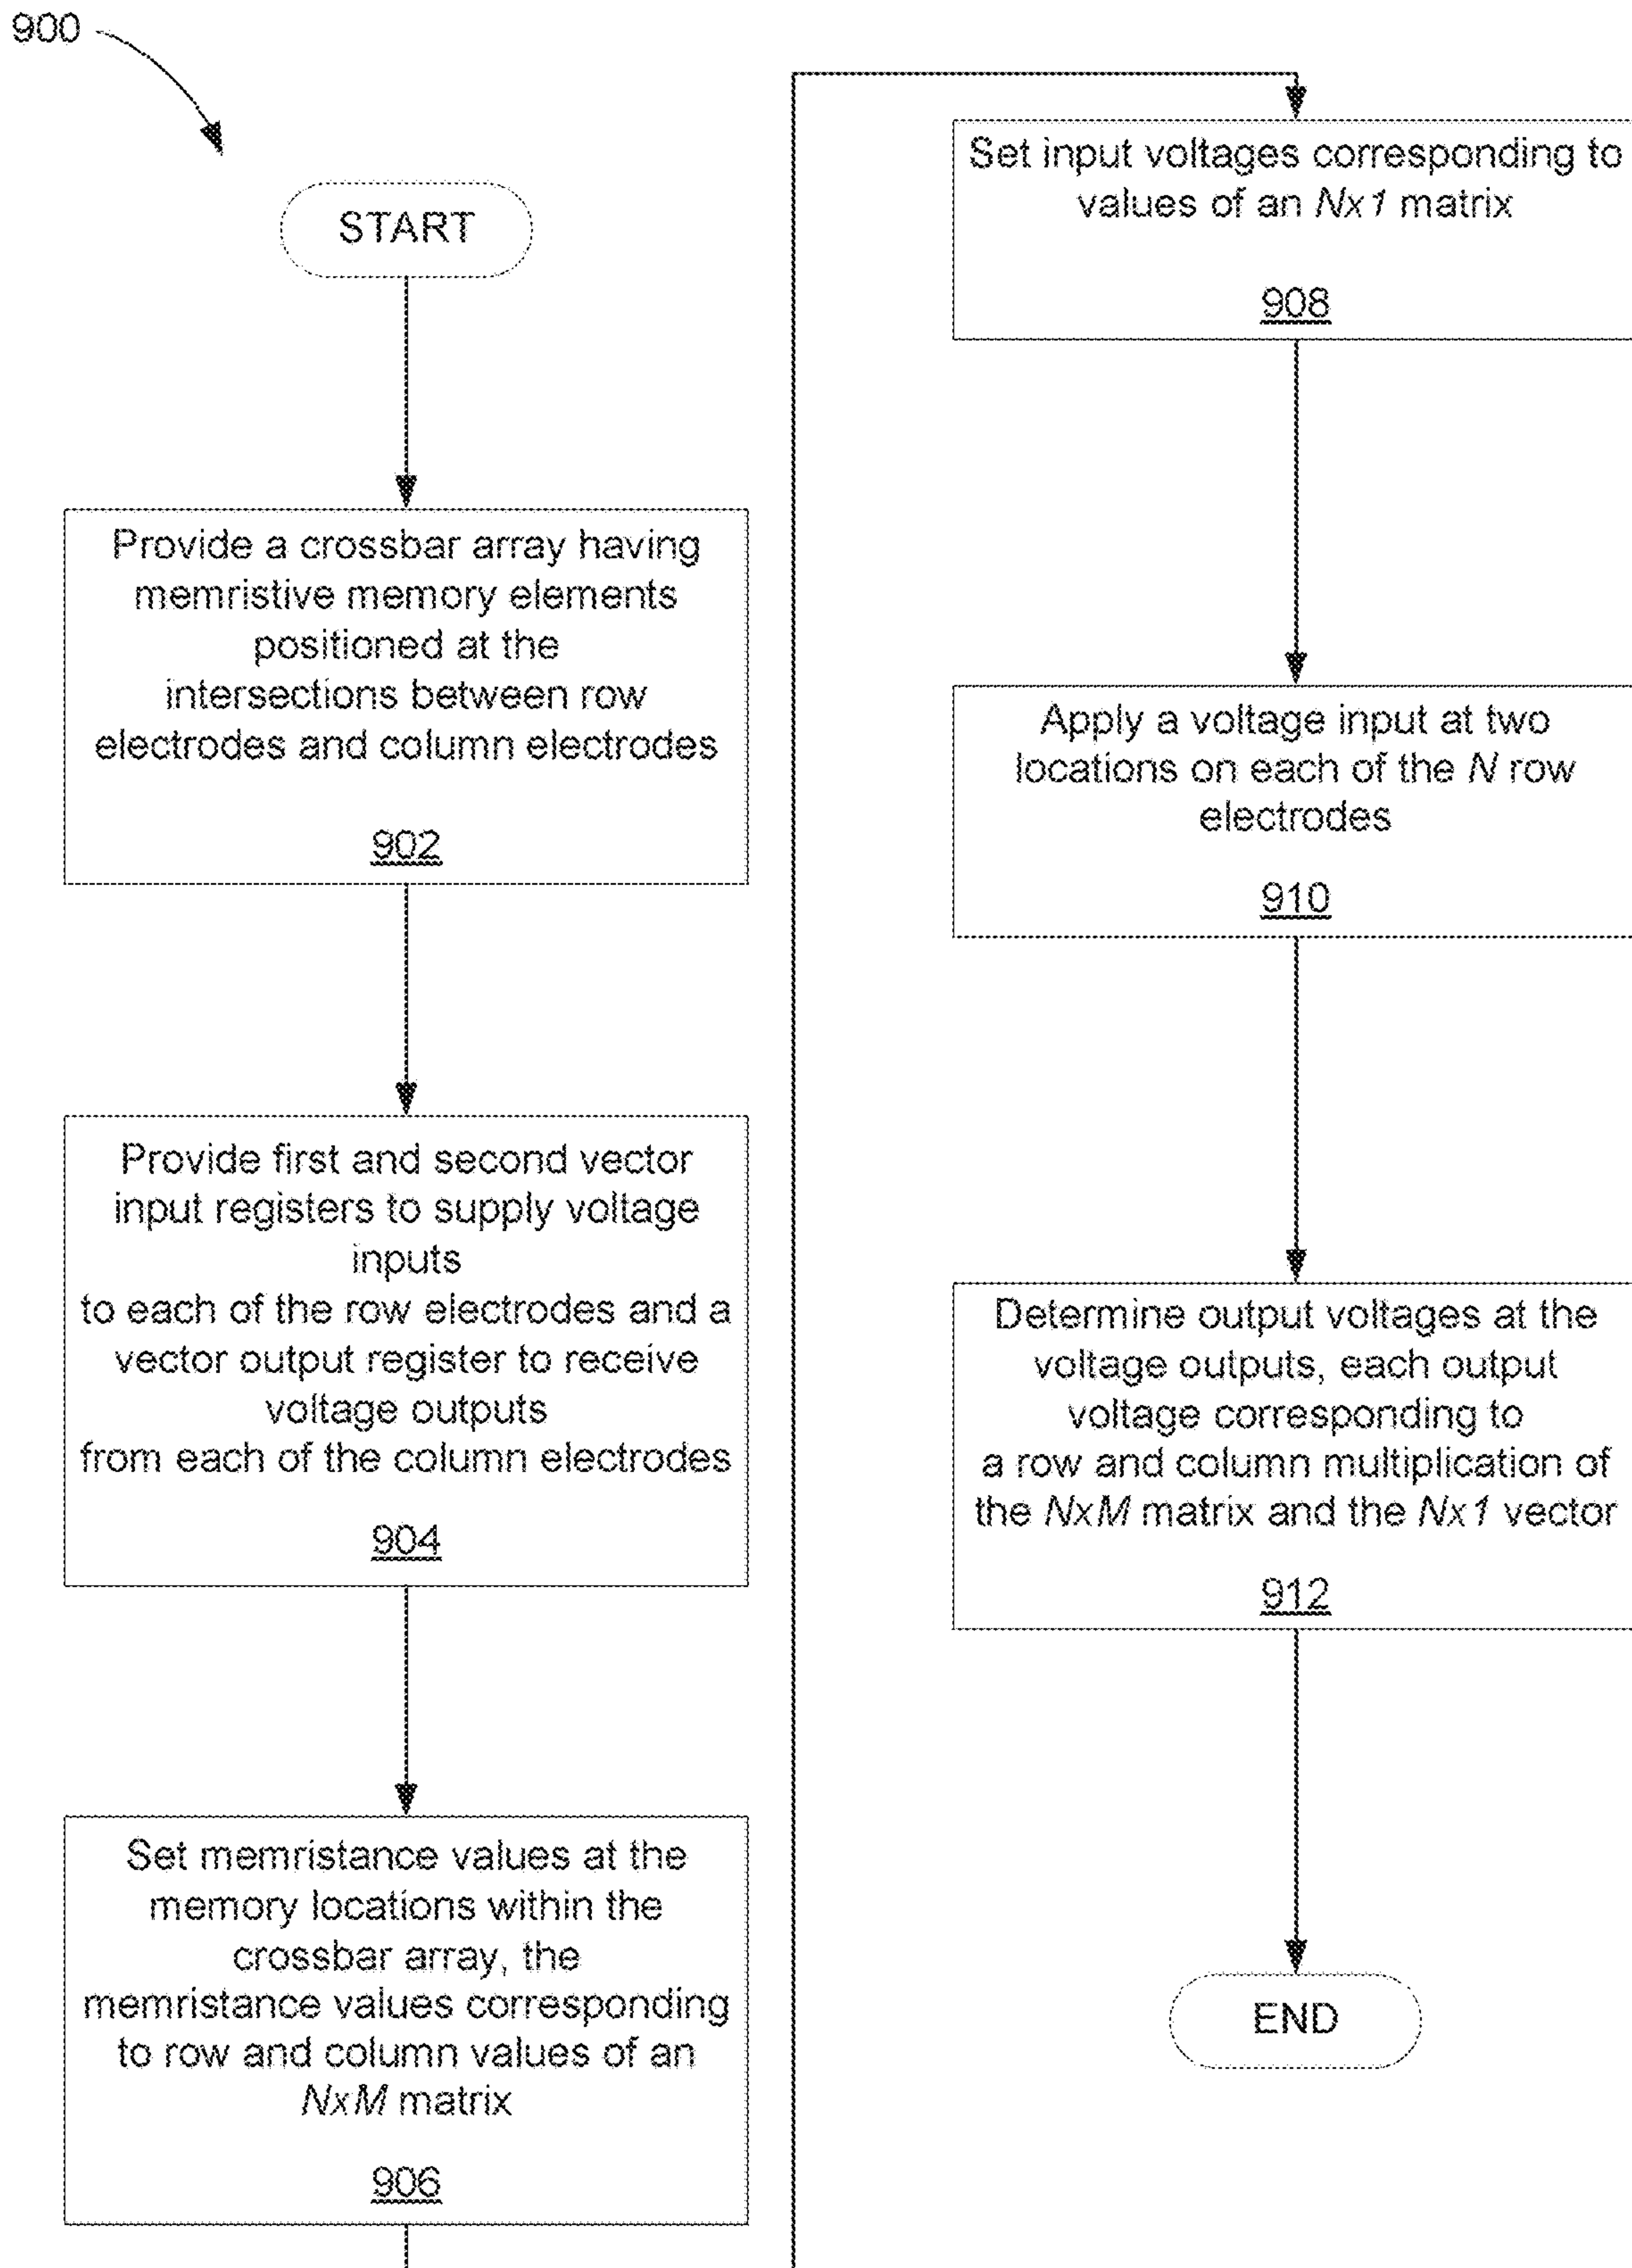 900
START
Provide a crossbar array having
memristive memory elements
positioned at the
intersections between row
electrodes and column electrodes
902
Provide first and second vector
input registers to supply voltage
inputs
to each of the row electrodes and a
vector output register to receive
voltage outputs
from each of the column electrodes
904
Set memristance values at the
memory locations within the
crossbar array, the
memristance values corresponding
to row and column values of an
NxM matrix
906
Set input voltages corresponding to
values of an Nx1 matrix
908
Apply a voltage input at two
locations on each of the N row
electrodes
910
Determine output voltages at the
voltage outputs, each output
voltage corresponding to
a row and column multiplication of
the NxM matrix and the Nx1 vector
912
END